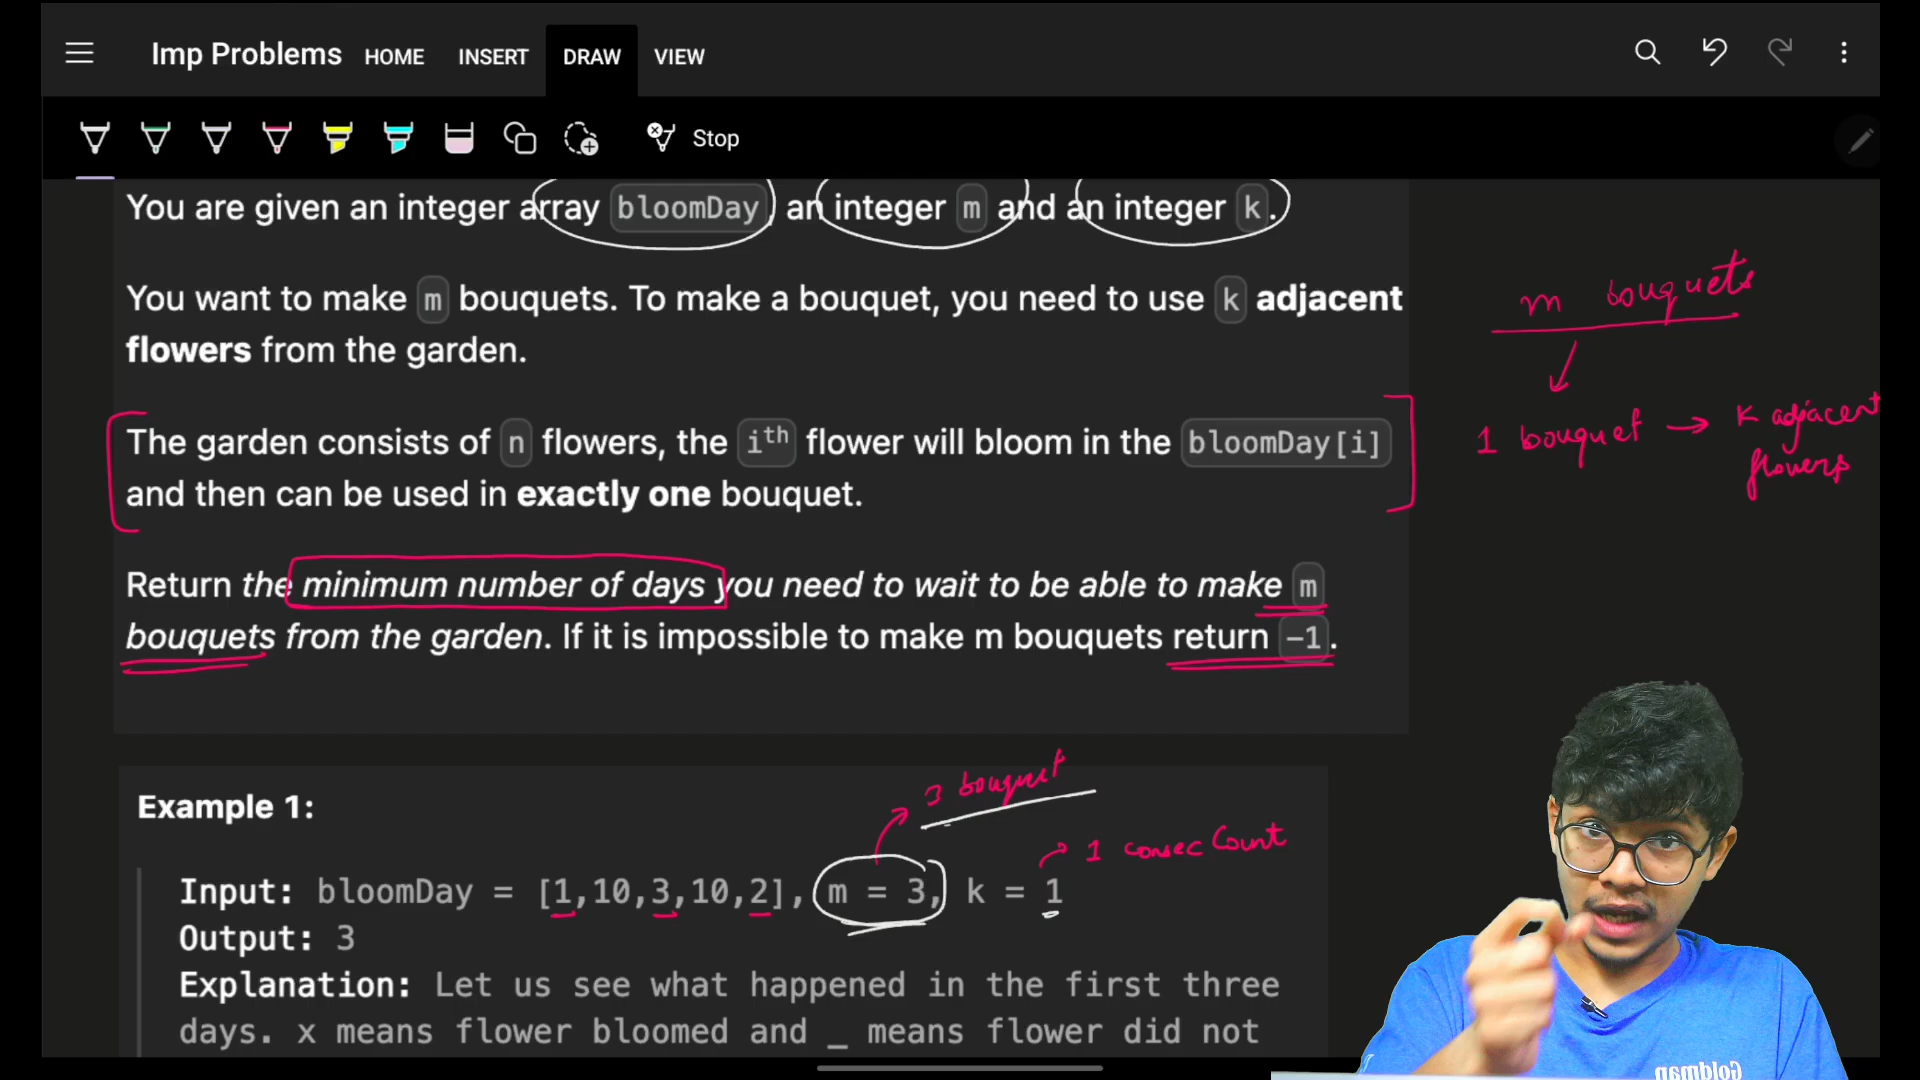 Imp Problems HOME INSERT DRAW VIEW
Stop
You are given an integer array bloomDay, an integer m and an integer k.
You want to make m bouquets. To make a bouquet, you need to use k adjacent
flowers from the garden.
The garden consists of n flowers, the ith flower will bloom in the bloomDay[i]
and then can be used in exactly one bouquet.
Return the minimum number of days you need to wait to be able to make m
bouquets from the garden. If it is impossible to make m bouquets return -1.
m bouquets
1 bouquet → K adjacent
flowers
Example 1:
3 bouquet
1 consec Count
Input: bloomDay = [1,10,3,10,2], m = 3, k = 1
Output: 3
Explanation: Let us see what happened in the first three
days. x means flower bloomed and _ means flower did not
Goldman